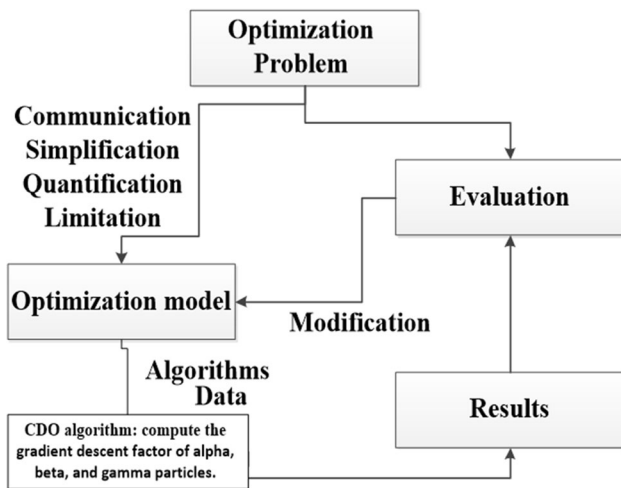 Optimization
Problem
Communication
Simplification
Quantification
Limitation
Evaluation
Optimization model
Modification
Algorithms
Data
Results
CDO algorithm: compute the
gradient descent factor of alpha,
beta, and gamma particles.